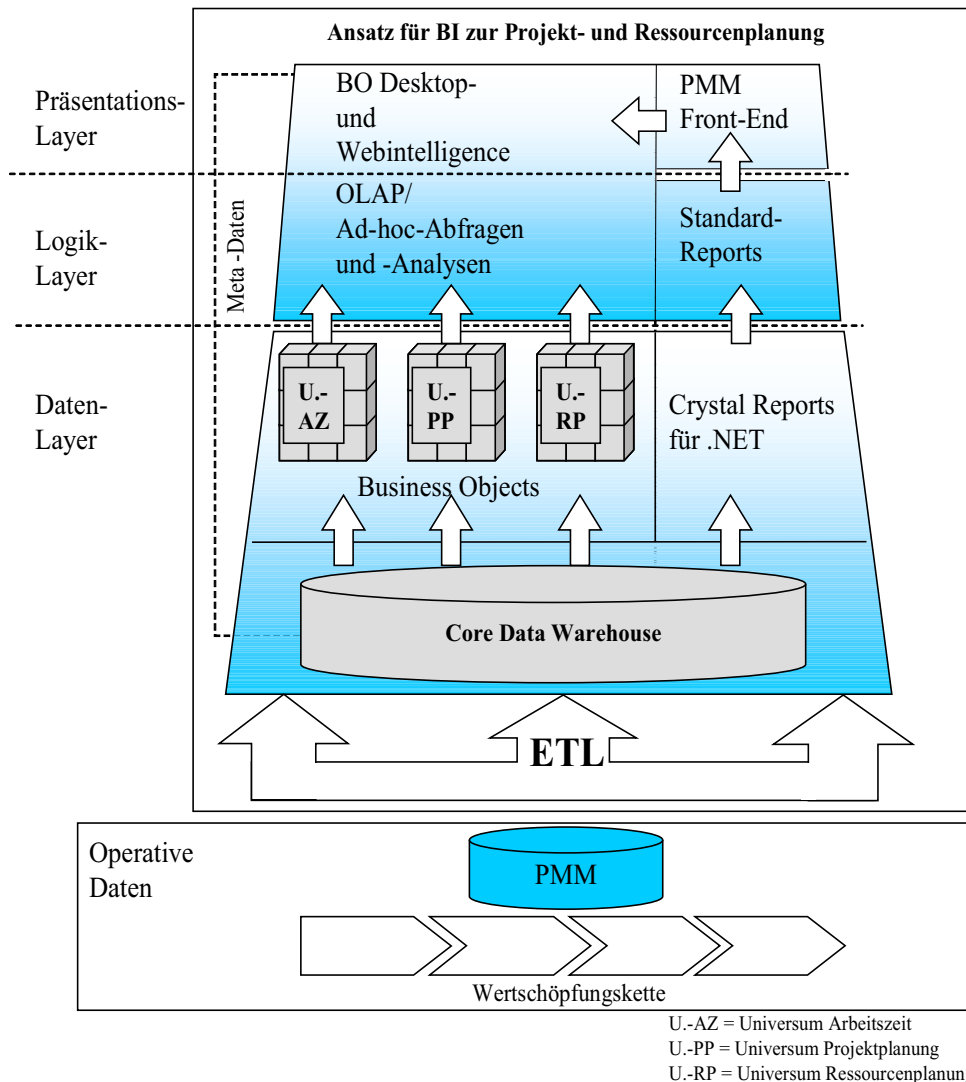 Ansatz für BI zur Projekt- und Ressourcenplanung
Präsentations-
Layer
BO Desktop-
und
Webintelligence
PMM
Front-End
Logik-
Layer
Meta -Daten
OLAP/
Ad-hoc-Abfragen
und -Analysen
Standard-
Reports
Daten-
Layer
U.-
AZ
U.-
PP
U.-
RP
Business Objects
Crystal Reports
für .NET
Core Data Warehouse
ETL
Operative
Daten
PMM
Wertschöpfungskette
U.-AZ = Universum Arbeitszeit
U.-PP = Universum Projektplanung
U.-RP = Universum Ressourcenplanun